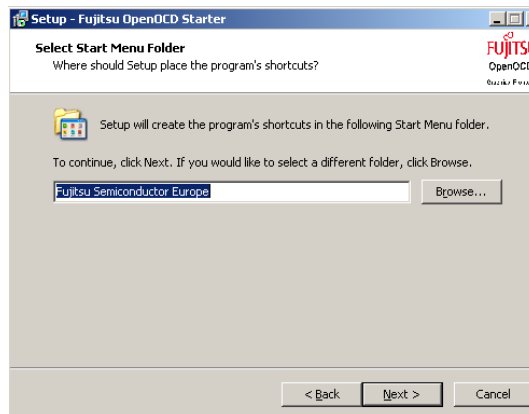 Setup - Fujitsu OpenOCD Starter
Select Start Menu Folder
Where should Setup place the program's shortcuts?
FUJITSU
OpenOCD
Setup will create the program's shortcuts in the following Start Menu folder.
To continue, click Next. If you would like to select a different folder, click Browse.
Fujitsu Semiconductor Europe
Browse...
< Back
Next >
Cancel